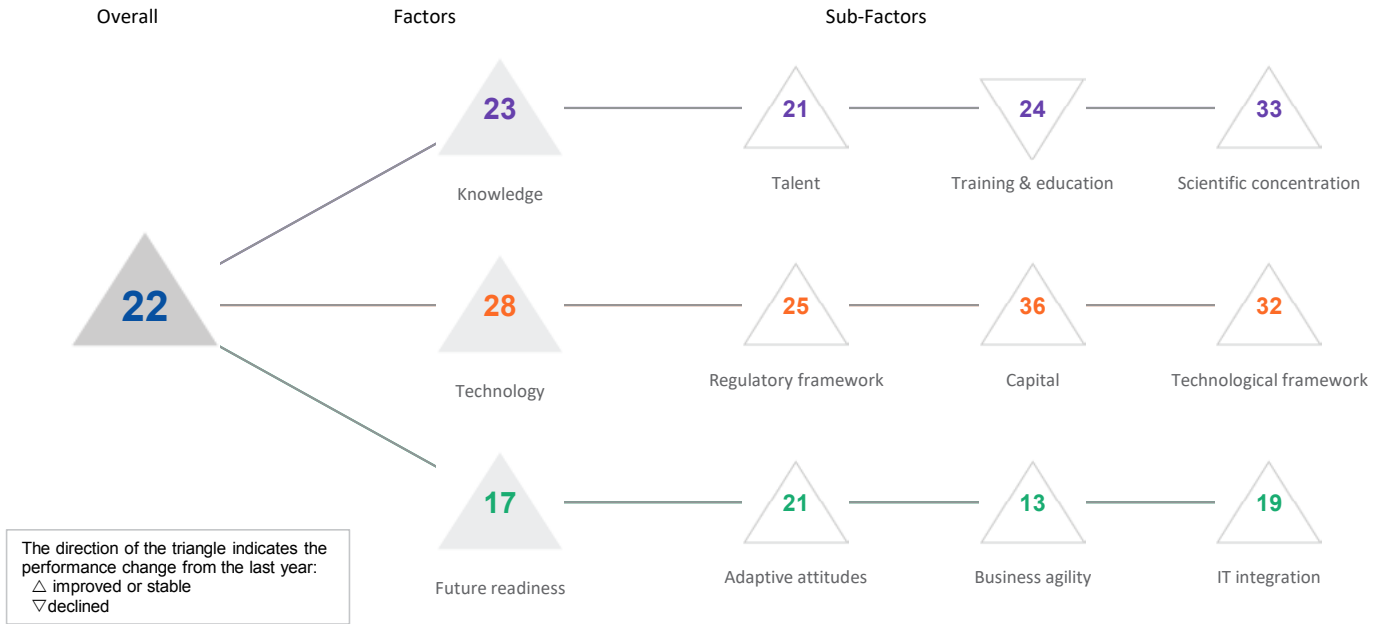 Overall Factors Sub-Factors
23 21 24 33
Knowledge Talent Training & education Scientific concentration
22 28 25 36 32
Technology Regulatory framework Capital Technological framework
17 21 13 19
Future readiness Adaptive attitudes Business agility IT integration
The direction of the triangle indicates the
performance change from the last year:
△ improved or stable
▽declined